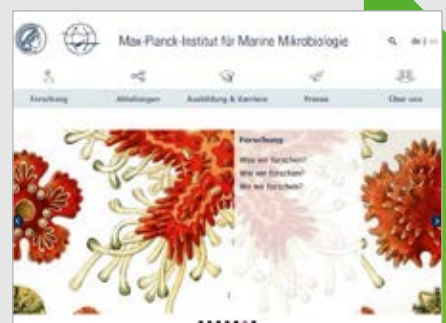 Max-Planck-Institut für Marine Mikrobiologie
de |
Forschung Abteilungen Ausbildung & Karriere Presse Über uns
Forschung
Was wir forschen?
Wie wir forschen?
Wo wir forschen?